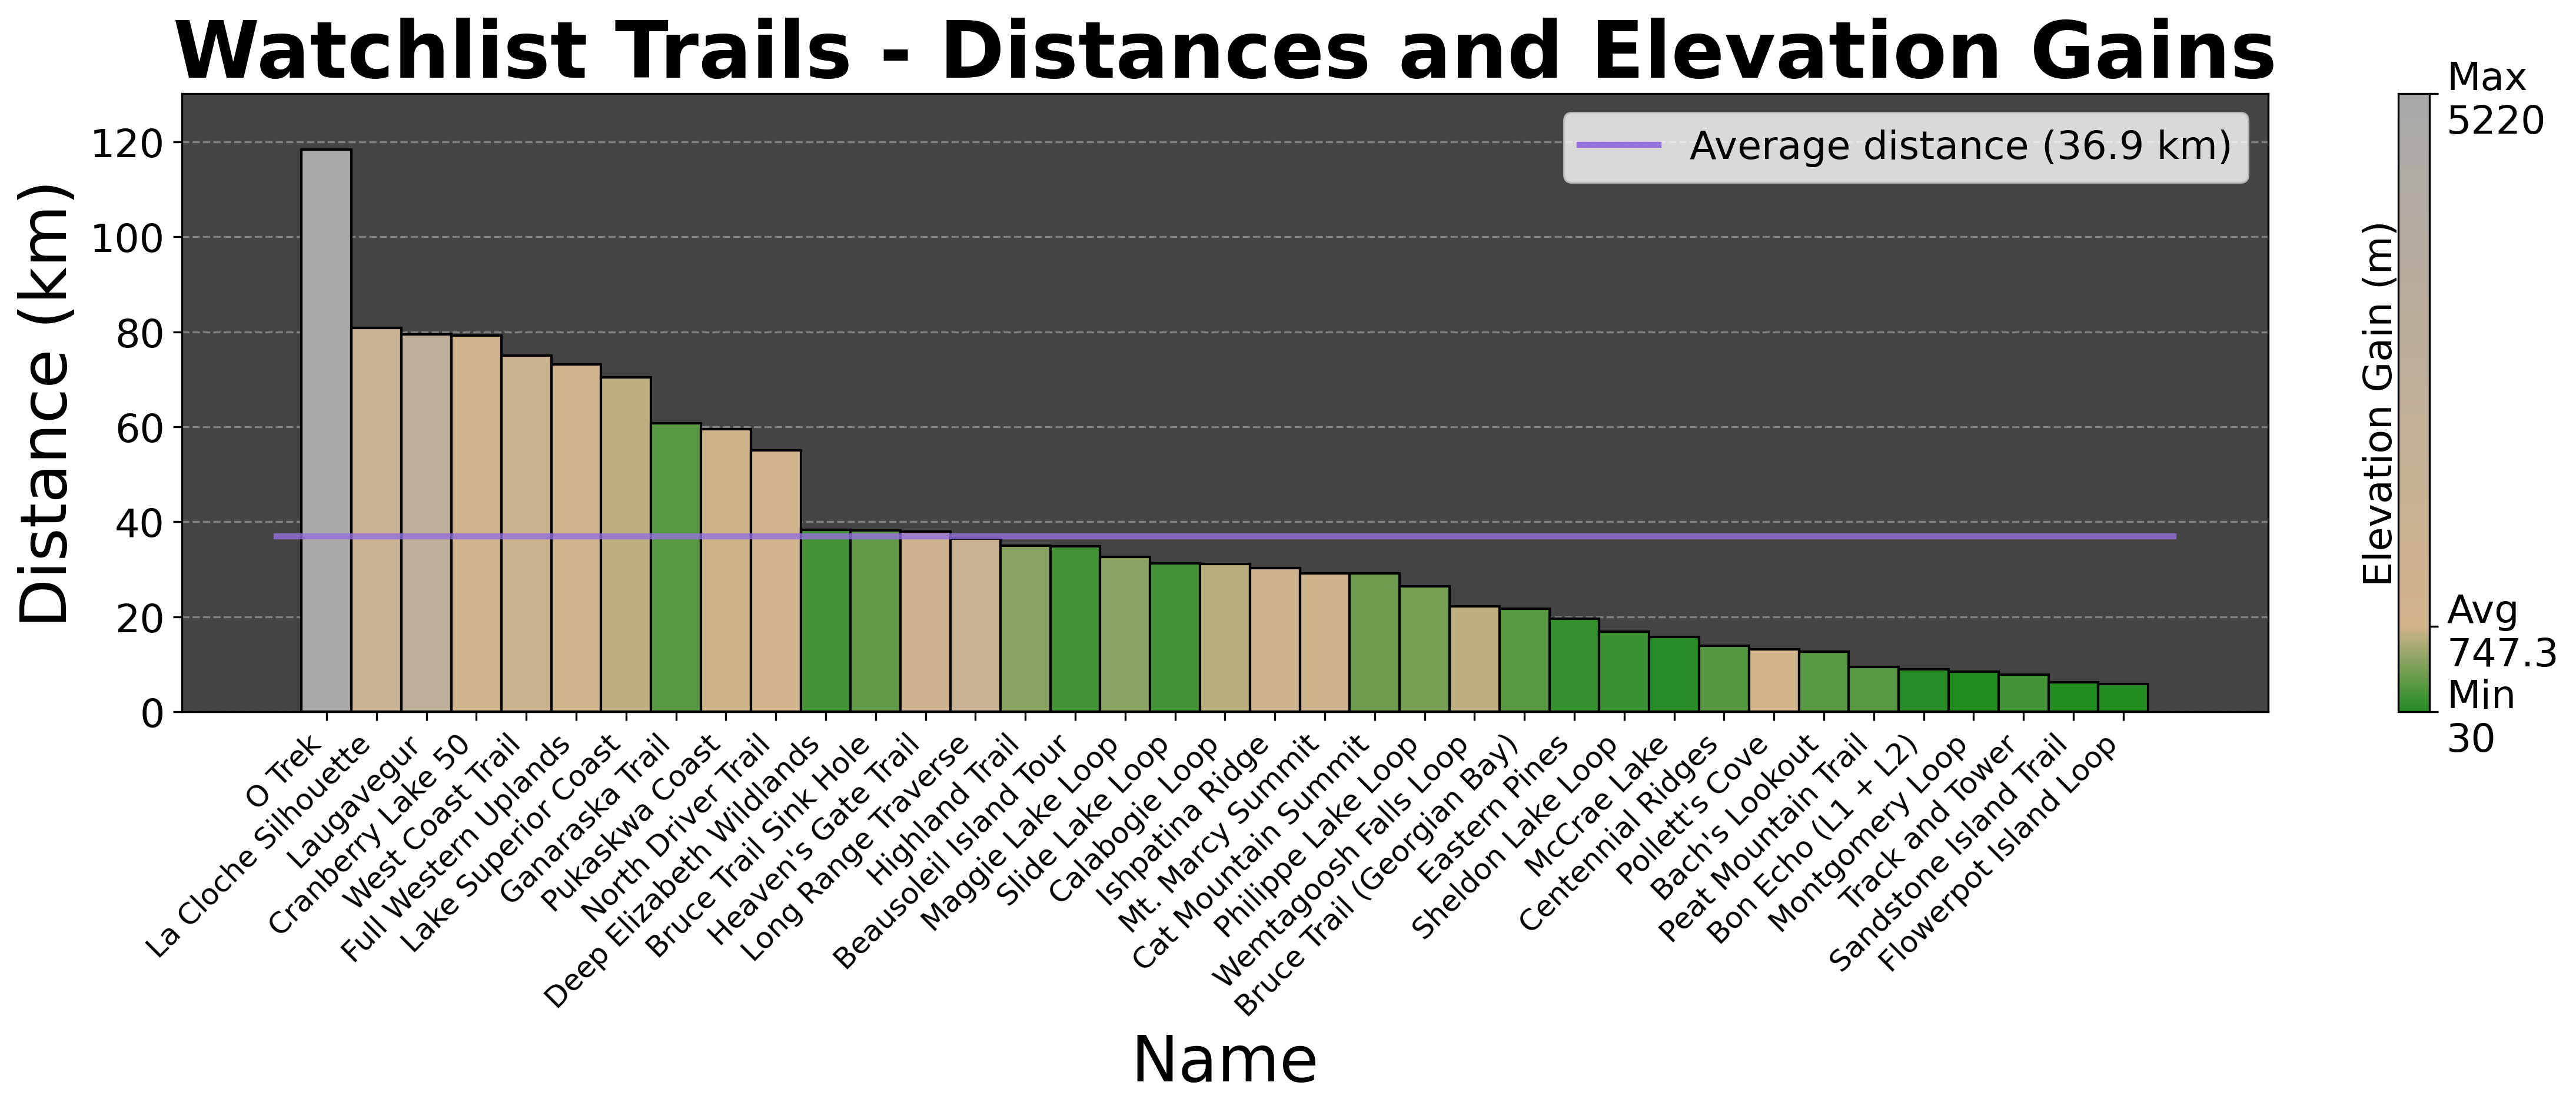 Watchlist Trails - Distances and Elevation Gains
Average distance (36.9 km)
Distance (km)
120
100
80
60
40
20
0
O Trek
La Cloche Silhouette
Laugavegur
Cranberry Lake 50
West Coast Trail
Full Western Uplands
Lake Superior Coast
Ganaraska Trail
Pukaskwa Coast
North Driver Trail
Deep Elizabeth Wildlands
Bruce Trail Sink Hole
Heaven's Gate Trail
Long Range Traverse
Highland Trail
Beausoleil Island Tour
Maggie Lake Loop
Slide Lake Loop
Calabogie Loop
Ishpatina Ridge
Mt. Marcy Summit
Cat Mountain Summit
Philippe Lake Loop
Wemtagoosh Falls Loop
Bruce Trail (Georgian Bay)
Eastern Pines
Sheldon Lake Loop
McCrae Lake
Centennial Ridges
Pollett's Cove
Bach's Lookout
Peat Mountain Trail
Bon Echo (L1 + L2)
Montgomery Loop
Track and Tower
Sandstone Island Trail
Flowerpot Island Loop
Name
Elevation Gain (m)
Max
5220
Avg
747.3
Min
30